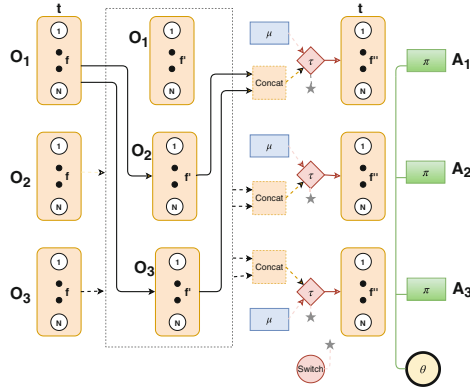 t t
O1 1 f N O1 1 f' N μ τ Concat 1 f'' N π A1
O2 1 f N O2 1 f' N μ τ Concat 1 f'' N π A2
O3 1 f N O3 1 f' N Concat τ μ 1 f'' N π A3
Switch θ